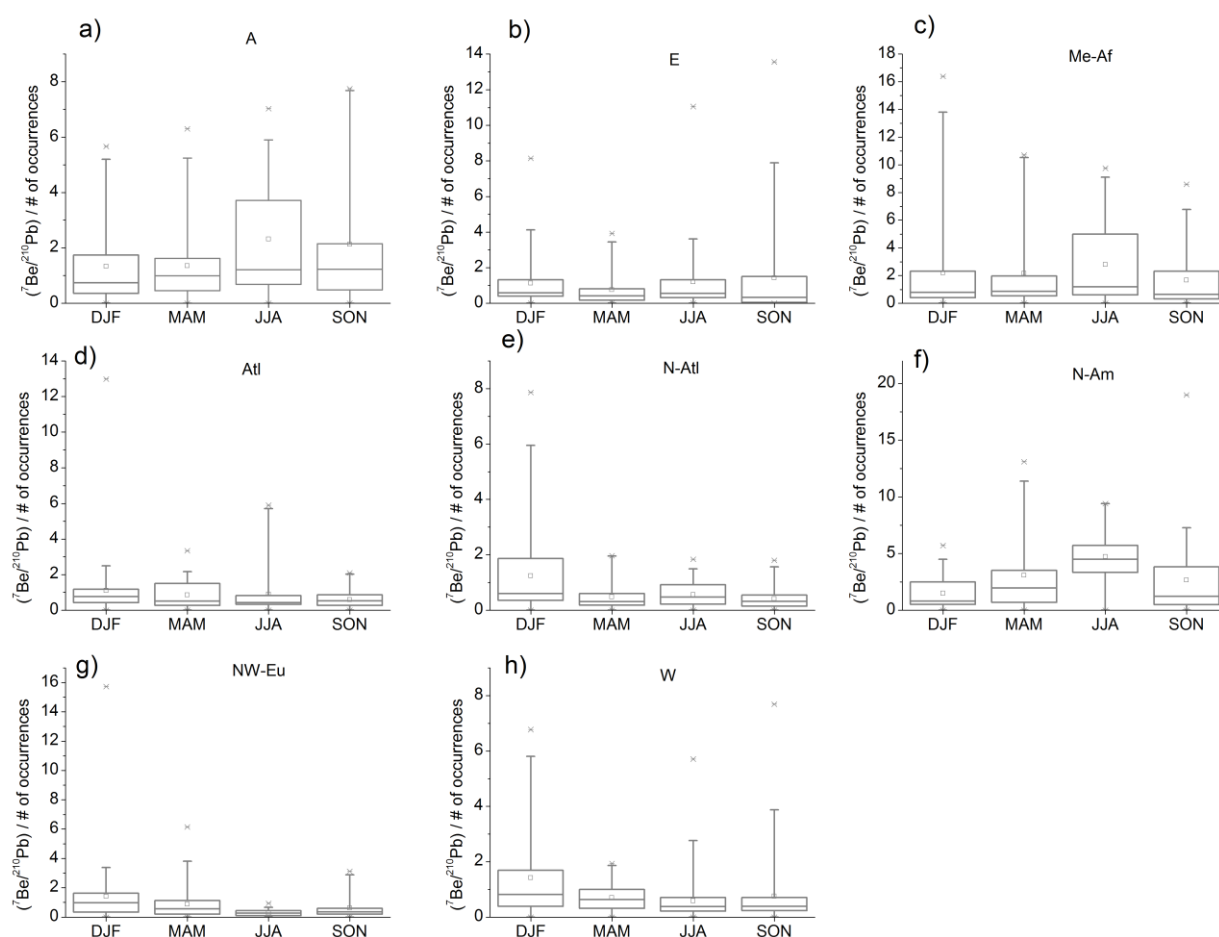 a)
A
(⁷Be/²¹⁰Pb) / # of occurrences
8
6
4
2
0
DJF MAM JJA SON
b)
E
(⁷Be/²¹⁰Pb) / # of occurrences
14
12
10
8
6
4
2
0
DJF MAM JJA SON
c)
Me-Af
(⁷Be/²¹⁰Pb) / # of occurrences
18
16
14
12
10
8
6
4
2
0
DJF MAM JJA SON
d)
Atl
(⁷Be/²¹⁰Pb) / # of occurrences
14
12
10
8
6
4
2
0
DJF MAM JJA SON
e)
N-Atl
(⁷Be/²¹⁰Pb) / # of occurrences
8
6
4
2
0
DJF MAM JJA SON
f)
N-Am
(⁷Be/²¹⁰Pb) / # of occurrences
20
15
10
5
0
DJF MAM JJA SON
g)
NW-Eu
(⁷Be/²¹⁰Pb) / # of occurrences
16
14
12
10
8
6
4
2
0
DJF MAM JJA SON
h)
W
(⁷Be/²¹⁰Pb) / # of occurrences
8
6
4
2
0
DJF MAM JJA SON